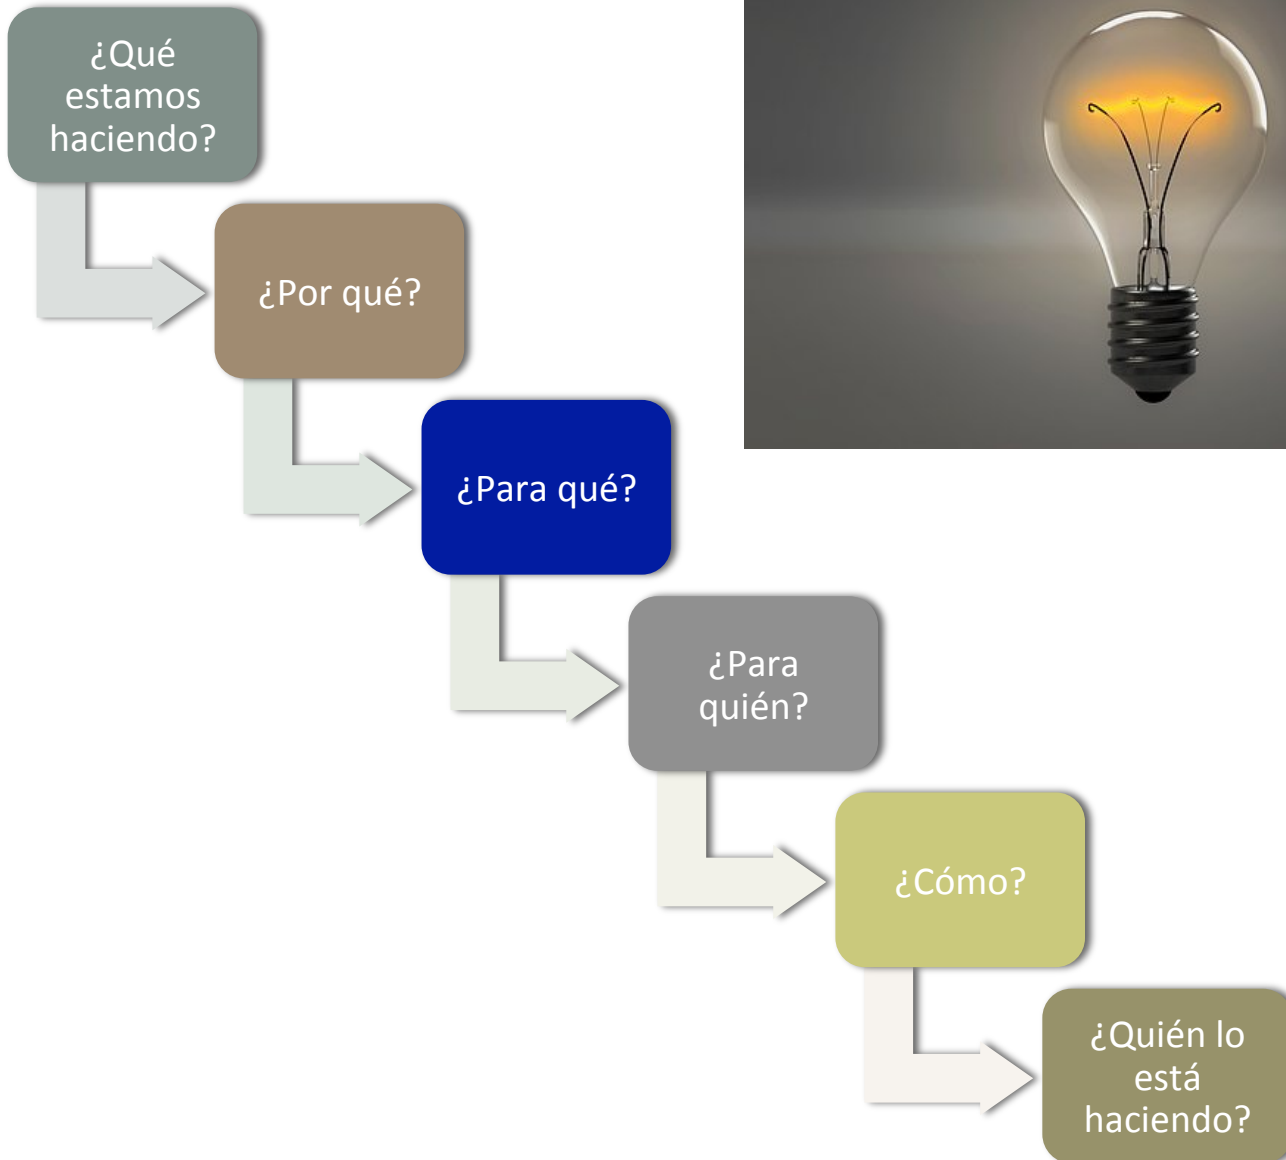 ¿Qué
estamos
haciendo?
¿Por qué?
¿Para qué?
¿Para
quién?
¿Cómo?
¿Quién lo
está
haciendo?